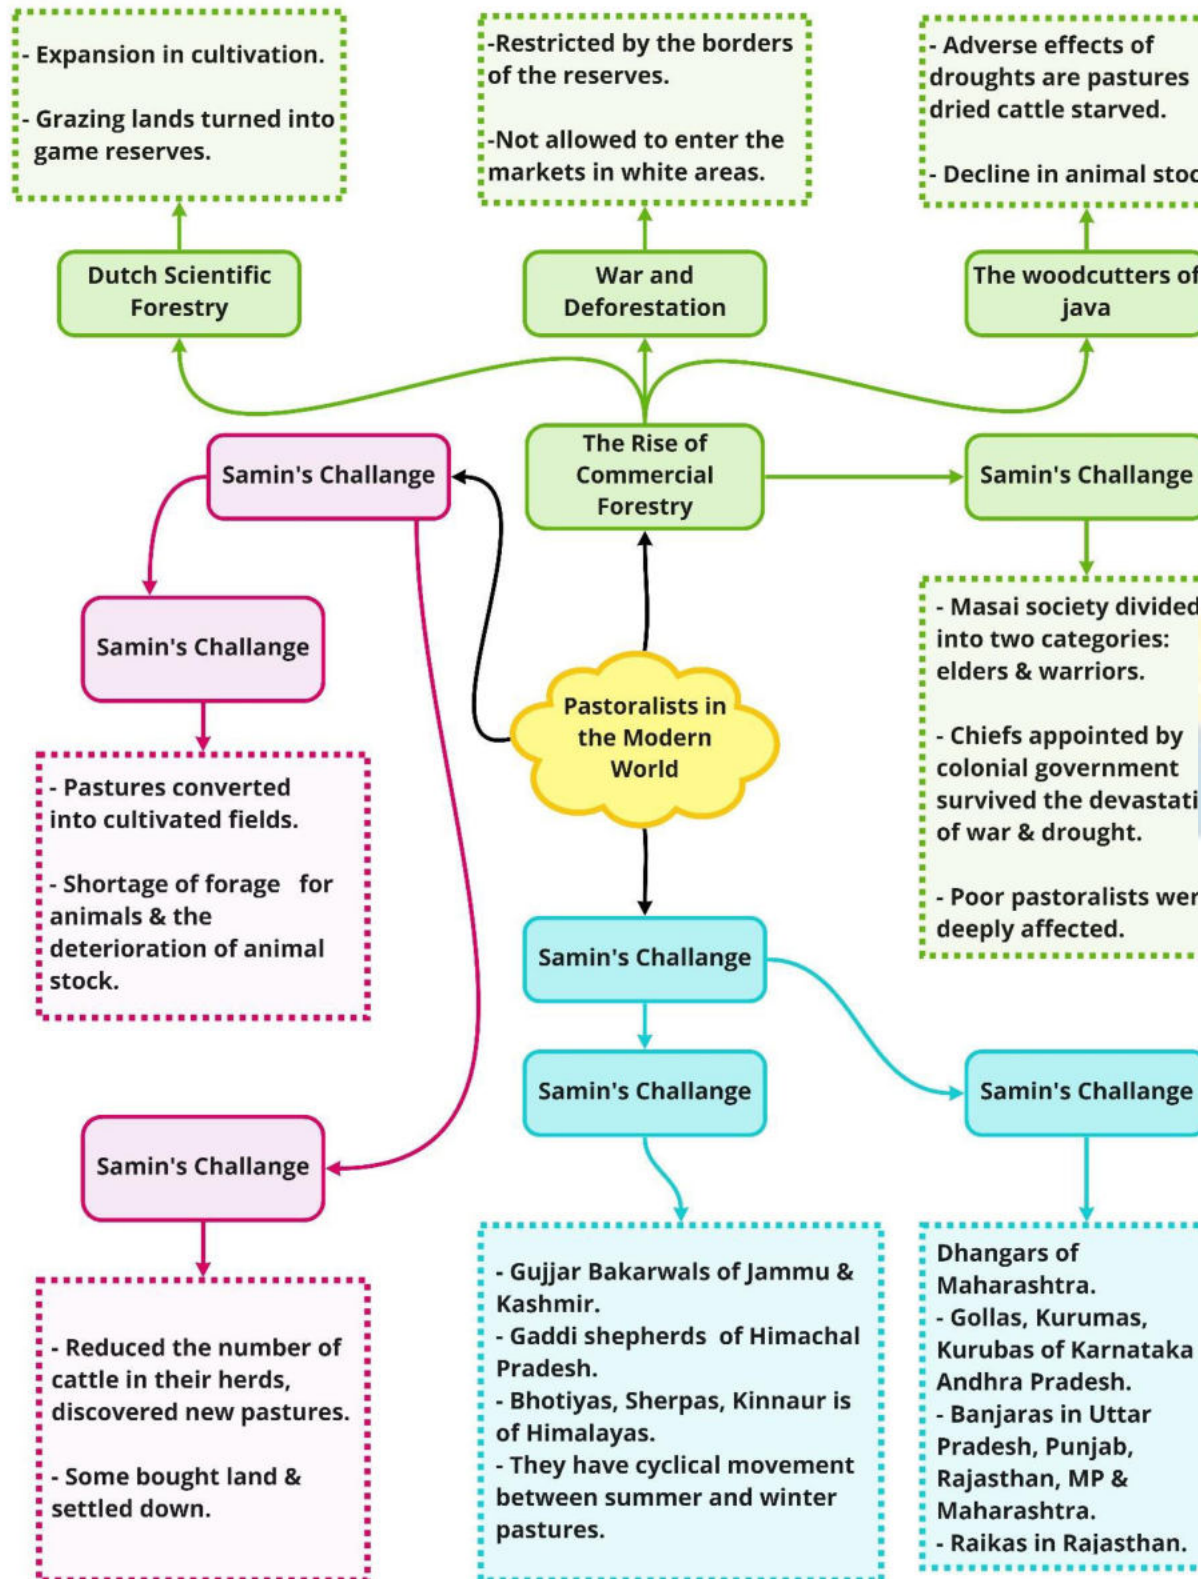 - Expansion in cultivation.
- Grazing lands turned into
game reserves.
-Restricted by the borders
of the reserves.
-Not allowed to enter the
markets in white areas.
- Adverse effects of
droughts are pastures
dried cattle starved.
- Decline in animal stoc
Dutch Scientific
Forestry
War and
Deforestation
The woodcutters of
java
Samin's Challange
The Rise of
Commercial
Forestry
Samin's Challange
Samin's Challange
- Masai society divided
into two categories:
elders & warriors.
- Chiefs appointed by
colonial government
survived the devastati
of war & drought.
- Poor pastoralists wer
deeply affected.
Pastoralists in
the Modern
World
- Pastures converted
into cultivated fields.
- Shortage of forage for
animals & the
deterioration of animal
stock.
Samin's Challange
Samin's Challange
Samin's Challange
Samin's Challange
- Reduced the number of
cattle in their herds,
discovered new pastures.
- Some bought land &
settled down.
- Gujjar Bakarwals of Jammu &
Kashmir.
- Gaddi shepherds of Himachal
Pradesh.
- Bhotiyas, Sherpas, Kinnaur is
of Himalayas.
- They have cyclical movement
between summer and winter
pastures.
Dhangars of
Maharashtra.
- Gollas, Kurumas,
Kurubas of Karnataka
Andhra Pradesh.
- Banjaras in Uttar
Pradesh, Punjab,
Rajasthan, MP &
Maharashtra.
- Raikas in Rajasthan.